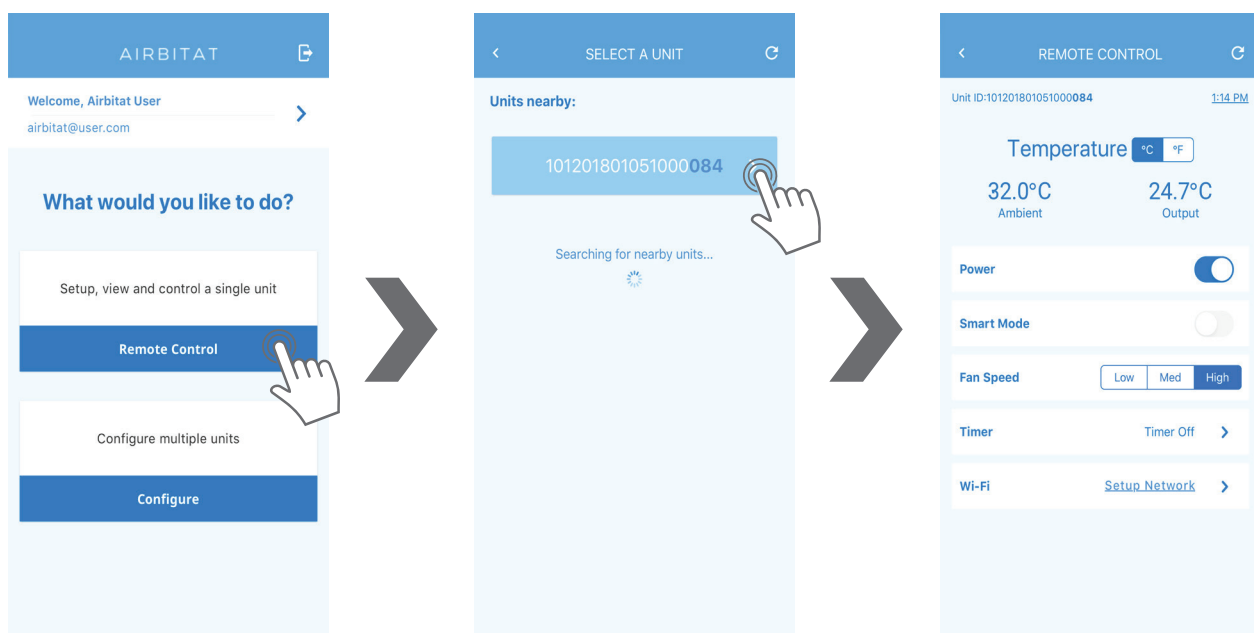 AIRBITAT
Welcome, Airbitat User
airbitat@user.com
What would you like to do?
Setup, view and control a single unit
Remote Control
Configure multiple units
Configure
SELECT A UNIT
Units nearby:
101201801051000084
Searching for nearby units...
REMOTE CONTROL
Unit ID:101201801051000084 1:14 PM
Temperature °C °F
32.0°C 24.7°C
Ambient Output
Power
Smart Mode
Fan Speed Low Med High
Timer Timer Off
Wi-Fi Setup Network